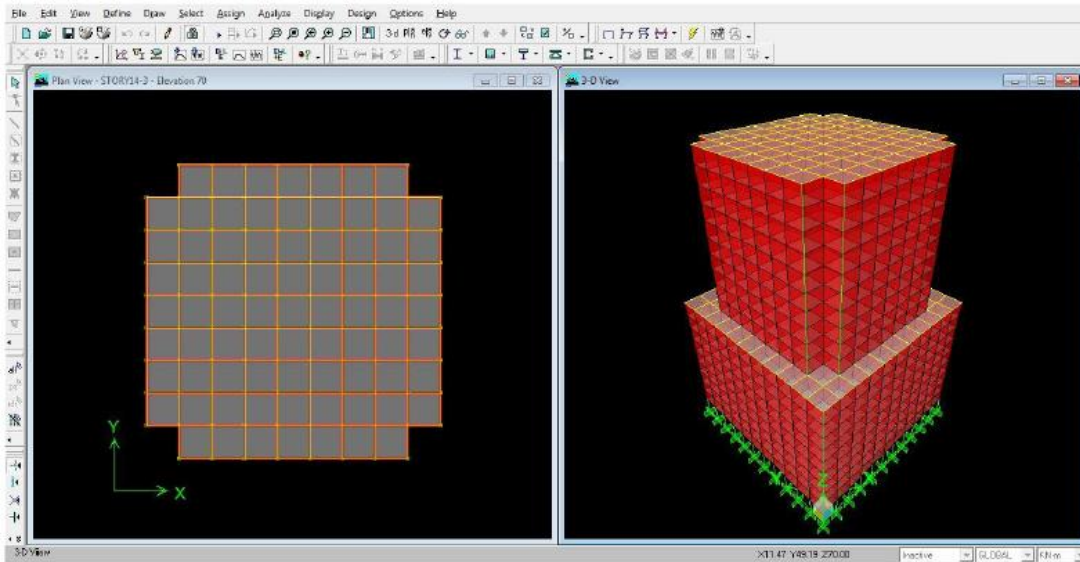 File Edit View Define Draw Select Assign Analyze Display Design Options Help
3-d
Plan View - STORY14-3 - Elevation 70
3-D View
Y
X
Z
3-D View
X11.47 Y49.19 Z70.00
Inactive
GLOBAL
KN-m